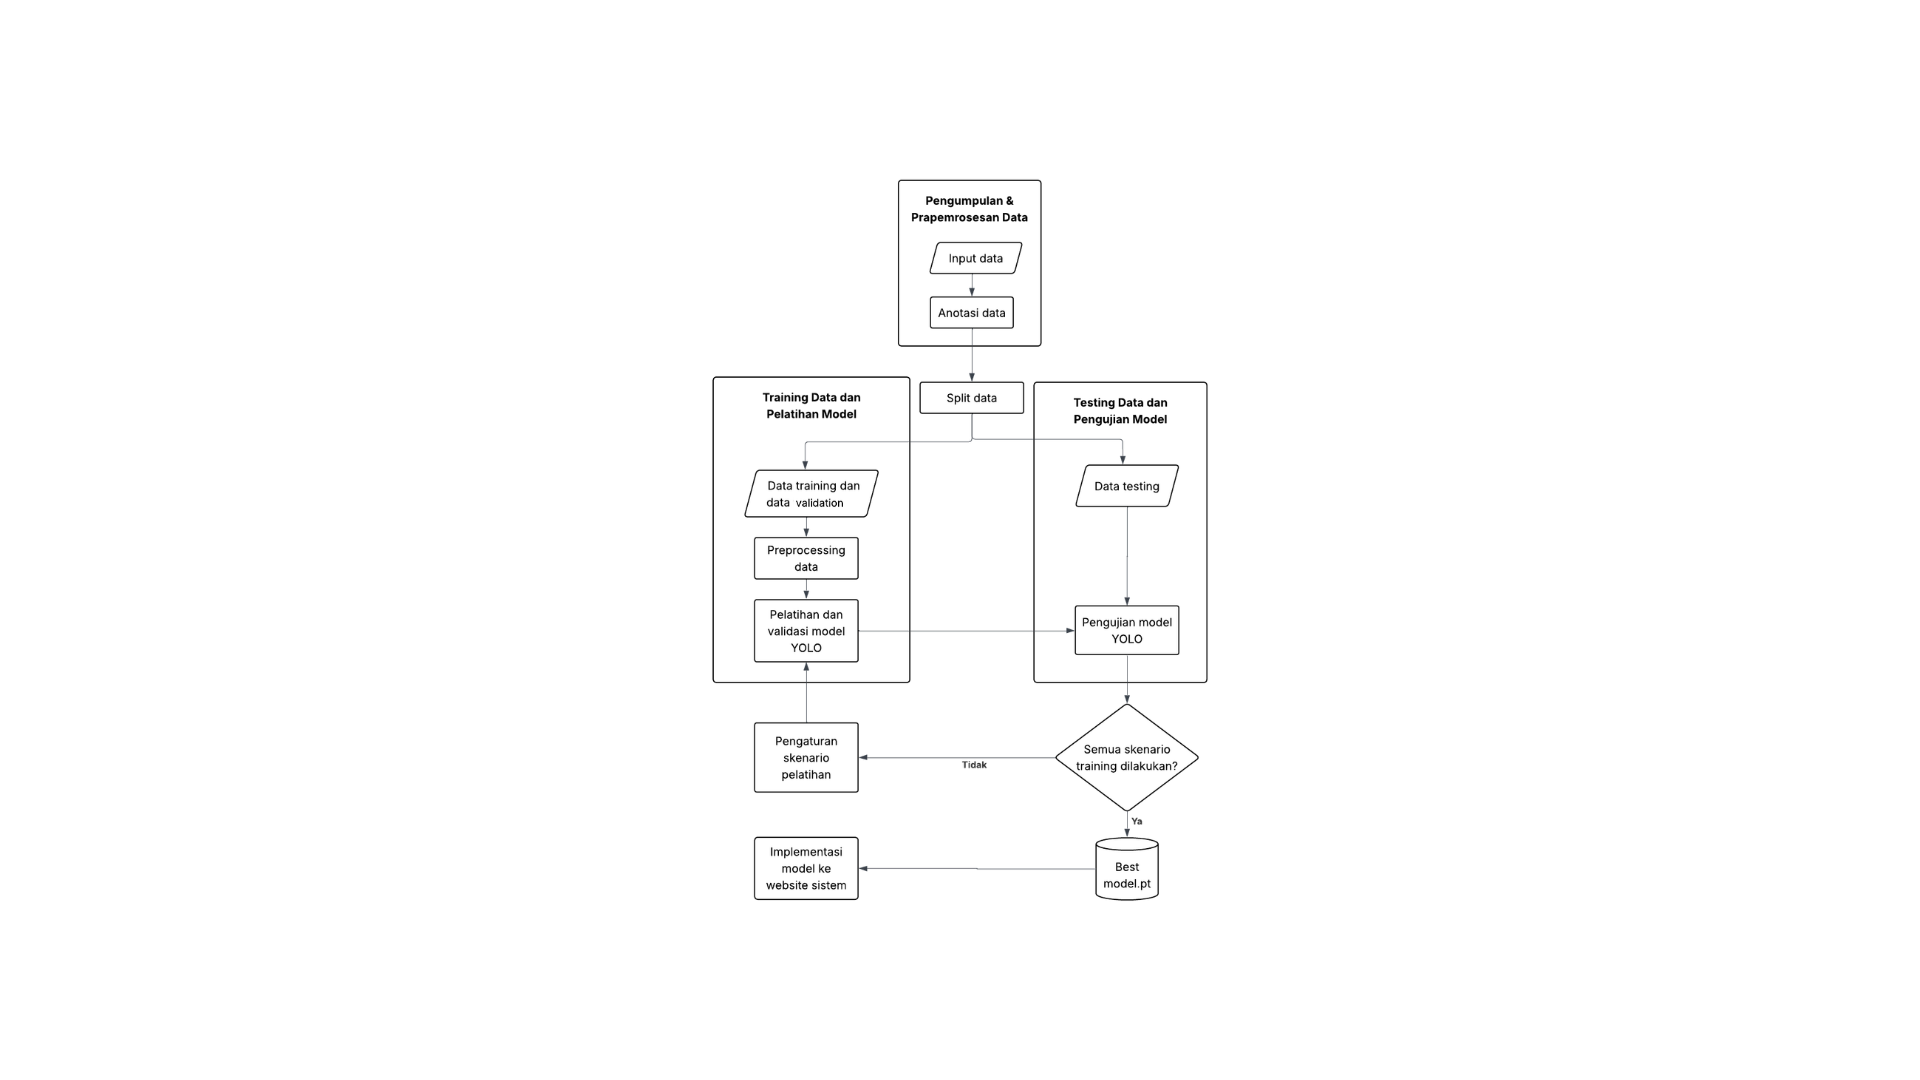 Pengumpulan &
Prapemrosesan Data
Input data
Anotasi data
Split data
Training Data dan
Pelatihan Model
Data training dan
data validation
Preprocessing
data
Pelatihan dan
validasi model
YOLO
Testing Data dan
Pengujian Model
Data testing
Pengujian model
YOLO
Semua skenario
training dilakukan?
Tidak
Pengaturan
skenario
pelatihan
Ya
Best
model.pt
Implementasi
model ke
website sistem